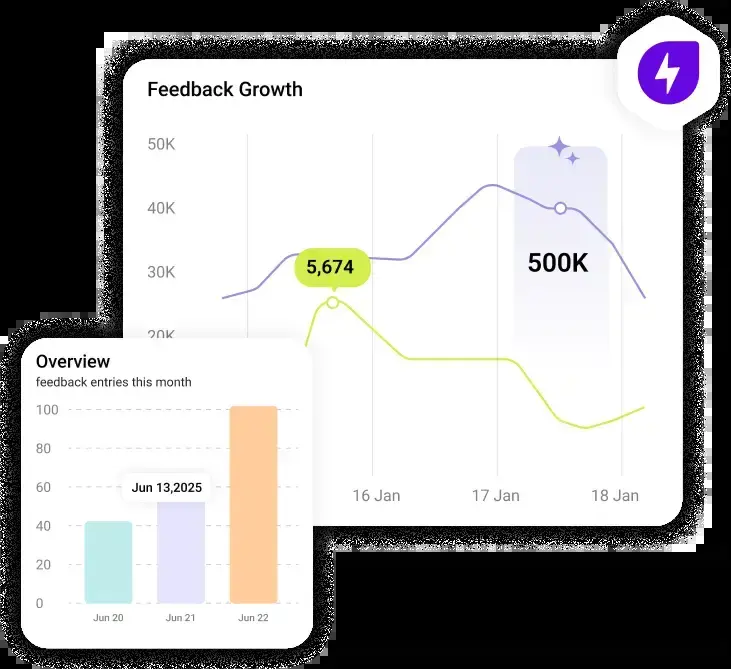 Feedback Growth
50K
40K
30K
20K
5,674
500K
16 Jan
17 Jan
18 Jan
Overview
feedback entries this month
100
80
60
40
20
0
Jun 13,2025
Jun 20
Jun 21
Jun 22